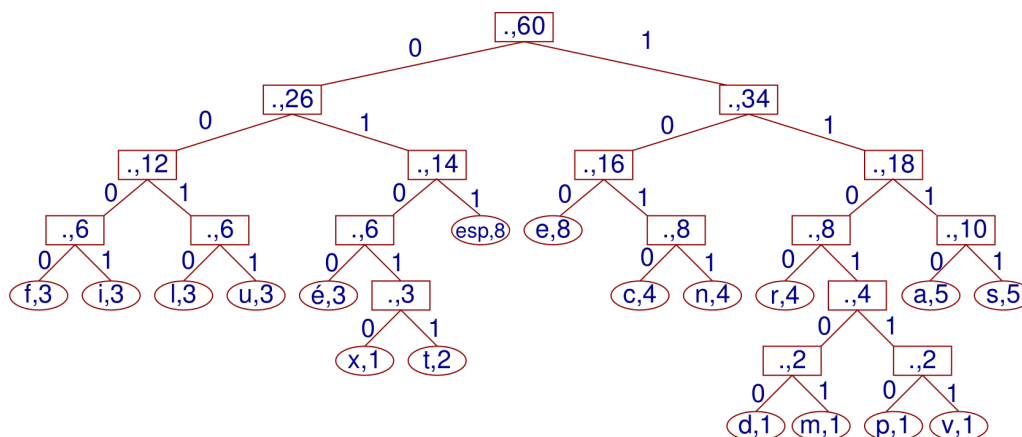 .,60
0 1
.,26 .,34
0 1 0 1
.,12 .,14 .,16 .,18
0 1 0 1 0 1 0 1
.,6 .,6 .,6 esp,8 e,8 .,8 .,8 .,10
0 1 0 1 0 1 0 1 0 1 0 1
f,3 i,3 l,3 u,3 é,3 .,3 c,4 n,4 r,4 .,4 a,5 s,5
0 1 0 1
x,1 t,2 .,2 .,2
0 1 0 1
d,1 m,1 p,1 v,1